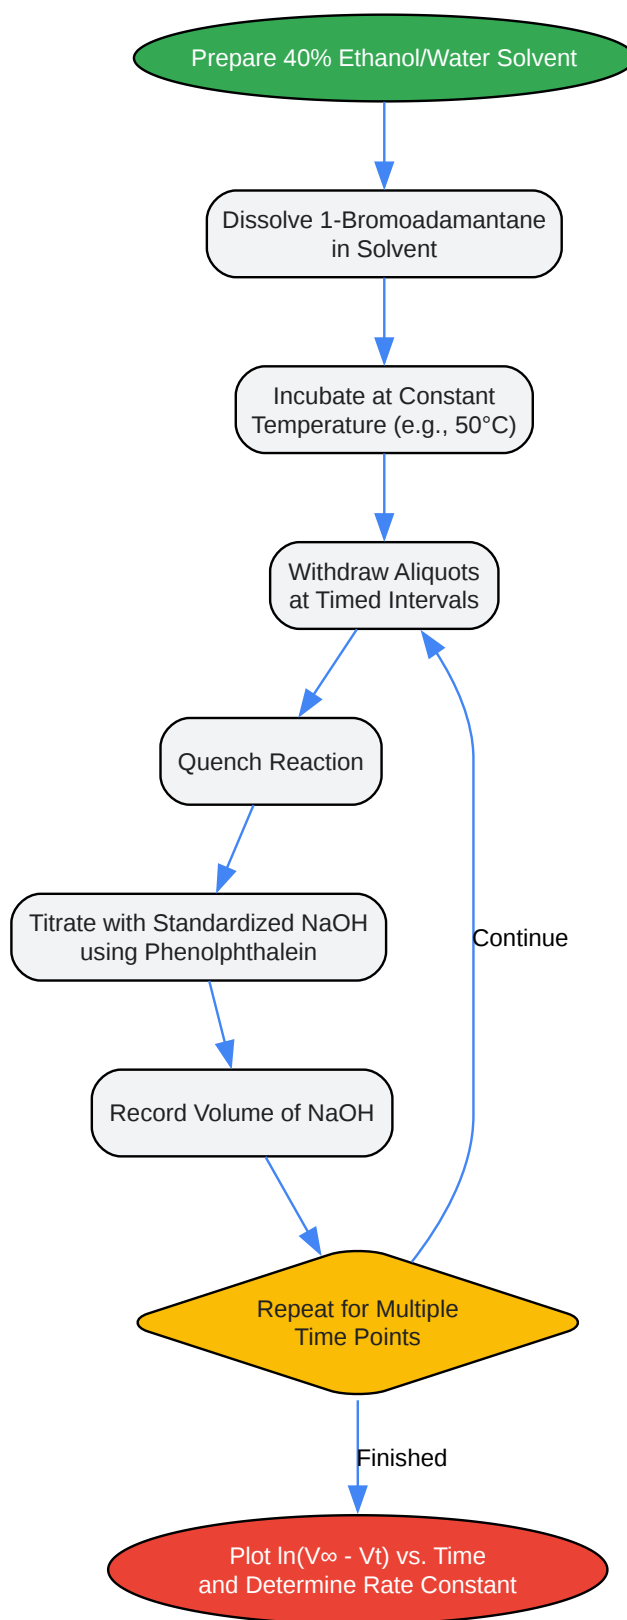 Prepare 40% Ethanol/Water Solvent
Dissolve 1-Bromoadamantane
in Solvent
Incubate at Constant
Temperature (e.g., 50°C)
Withdraw Aliquots
at Timed Intervals
Quench Reaction
Titrate with Standardized NaOH
using Phenolphthalein
Continue
Record Volume of NaOH
Repeat for Multiple
Time Points
Finished
Plot ln(V∞ - Vt) vs. Time
and Determine Rate Constant